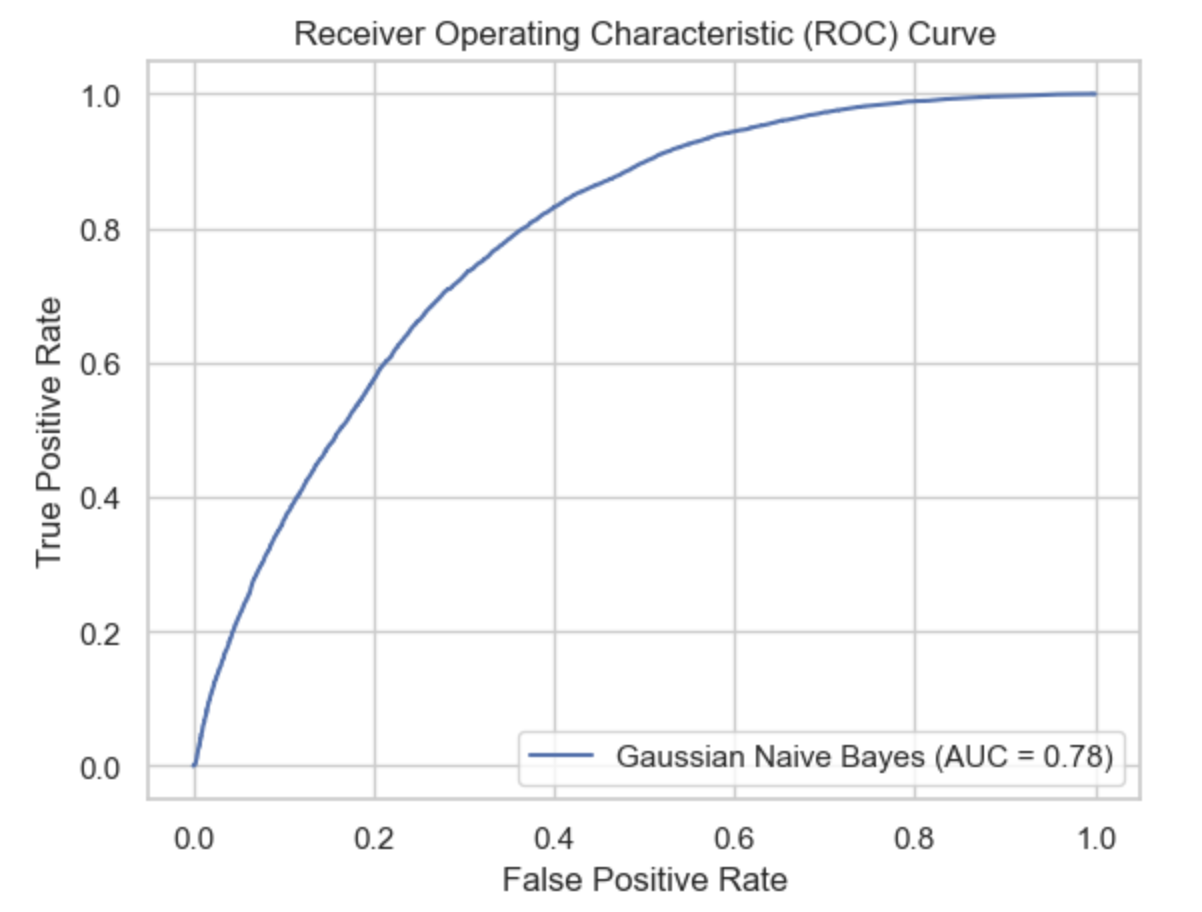 Receiver Operating Characteristic (ROC) Curve
1.0
0.8
0.6
0.4
0.2
0.0
True Positive Rate
Gaussian Naive Bayes (AUC = 0.78)
0.0 0.2 0.4 0.6 0.8 1.0
False Positive Rate